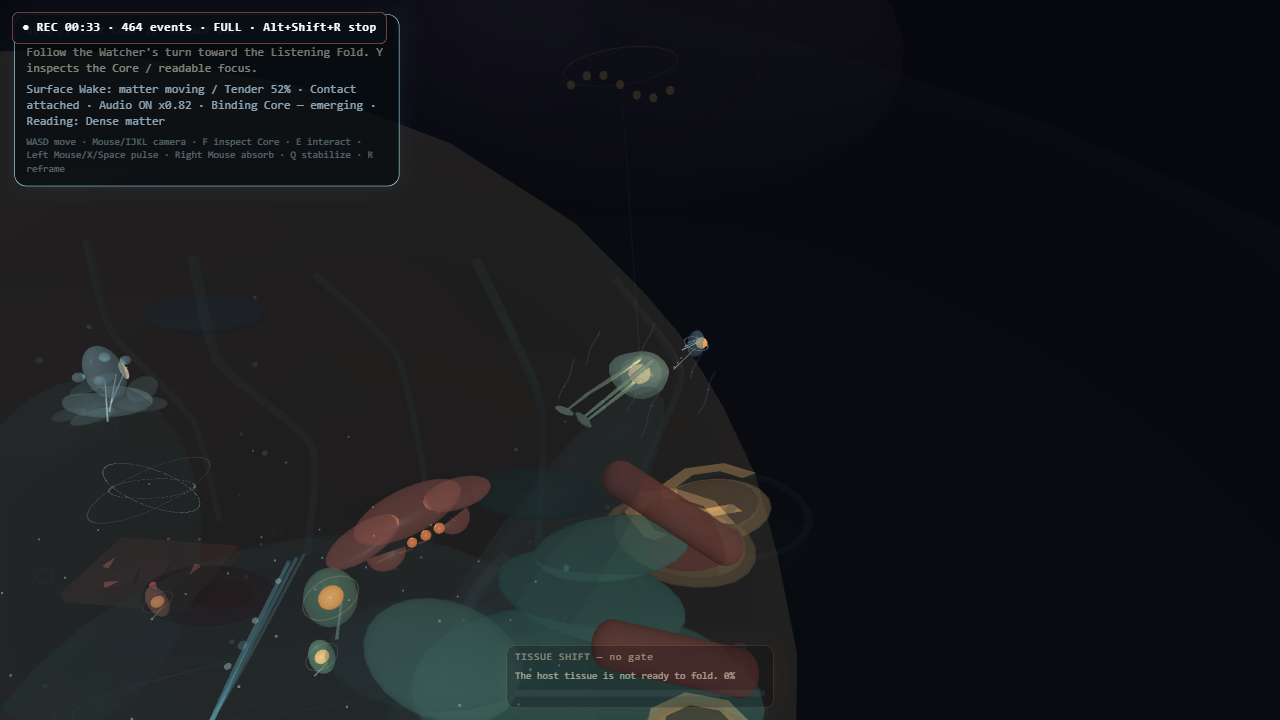 ● REC 00:33 · 464 events · FULL · Alt+Shift+R stop
Follow the Watcher's turn toward the Listening Fold. Y
inspects the Core / readable focus.
Surface Wake: matter moving / Tender 52% · Contact
attached · Audio ON x0.82 · Binding Core — emerging ·
Reading: Dense matter
WASD move · Mouse/IJKL camera · F inspect Core · E interact ·
Left Mouse/X/Space pulse · Right Mouse absorb · Q stabilize · R
reframe
TISSUE SHIFT — no gate
The host tissue is not ready to fold. 0%